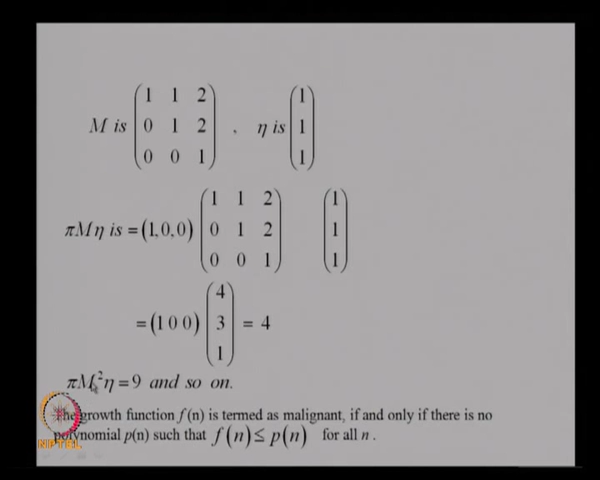 M is (1 1 2
0 1 2
0 0 1) , η is (1
1
1)
πMη is = (1,0,0) (1 1 2
0 1 2
0 0 1) (1
1
1)
= (1 0 0) (4
3
1) = 4
πM²η = 9 and so on.
The growth function f (n) is termed as malignant, if and only if there is no
polynomial p(n) such that f(n) ≤ p(n) for all n .
NPTEL